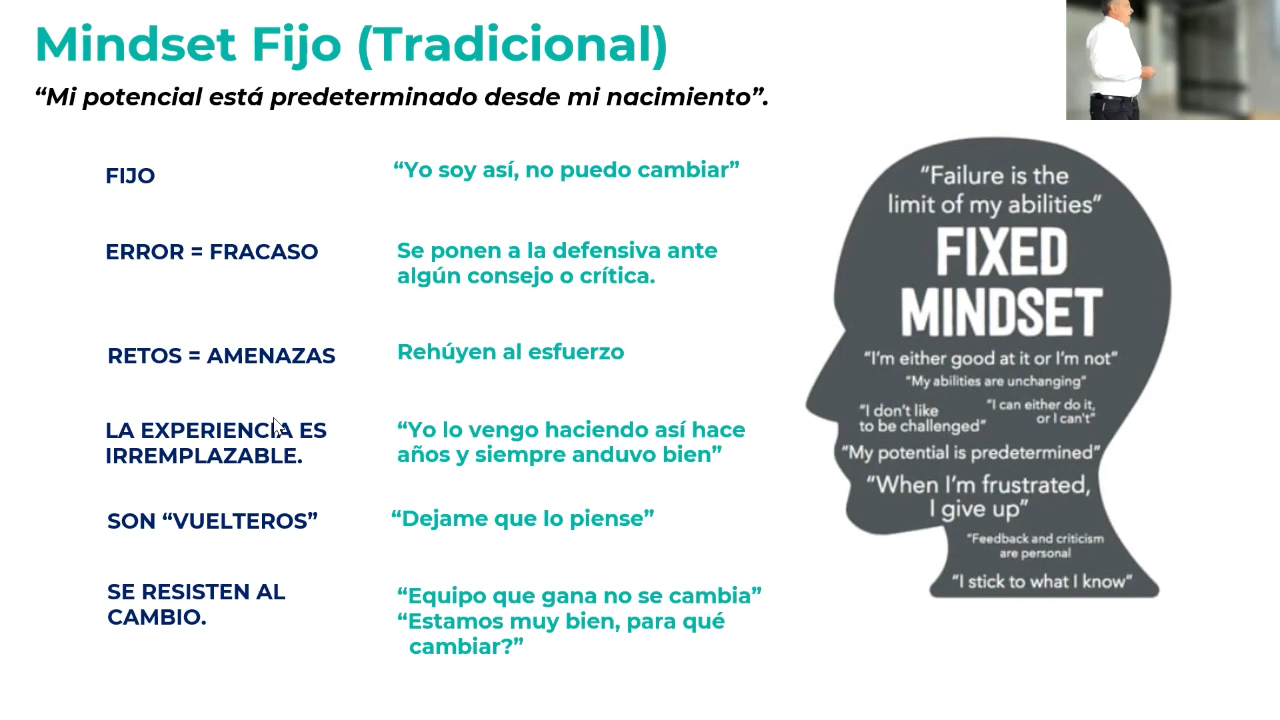 Mindset Fijo (Tradicional)
“Mi potencial está predeterminado desde mi nacimiento”.
FIJO
“Yo soy así, no puedo cambiar”
ERROR = FRACASO
Se ponen a la defensiva ante
algún consejo o crítica.
RETOS = AMENAZAS
Rehúyen al esfuerzo
LA EXPERIENCIA ES
IRREMPLAZABLE.
“Yo lo vengo haciendo así hace
años y siempre anduvo bien”
SON “VUELTEROS”
“Dejame que lo piense”
SE RESISTEN AL
CAMBIO.
“Equipo que gana no se cambia”
“Estamos muy bien, para qué
cambiar?”
“Failure is the
limit of my abilities”
FIXED
MINDSET
“I’m either good at it or I’m not”
“My abilities are unchanging”
“I don’t like
to be challenged”
“I can either do it,
or I can’t”
“My potential is predetermined”
“When I’m frustrated,
I give up”
“Feedback and criticism
are personal
“I stick to what I know”